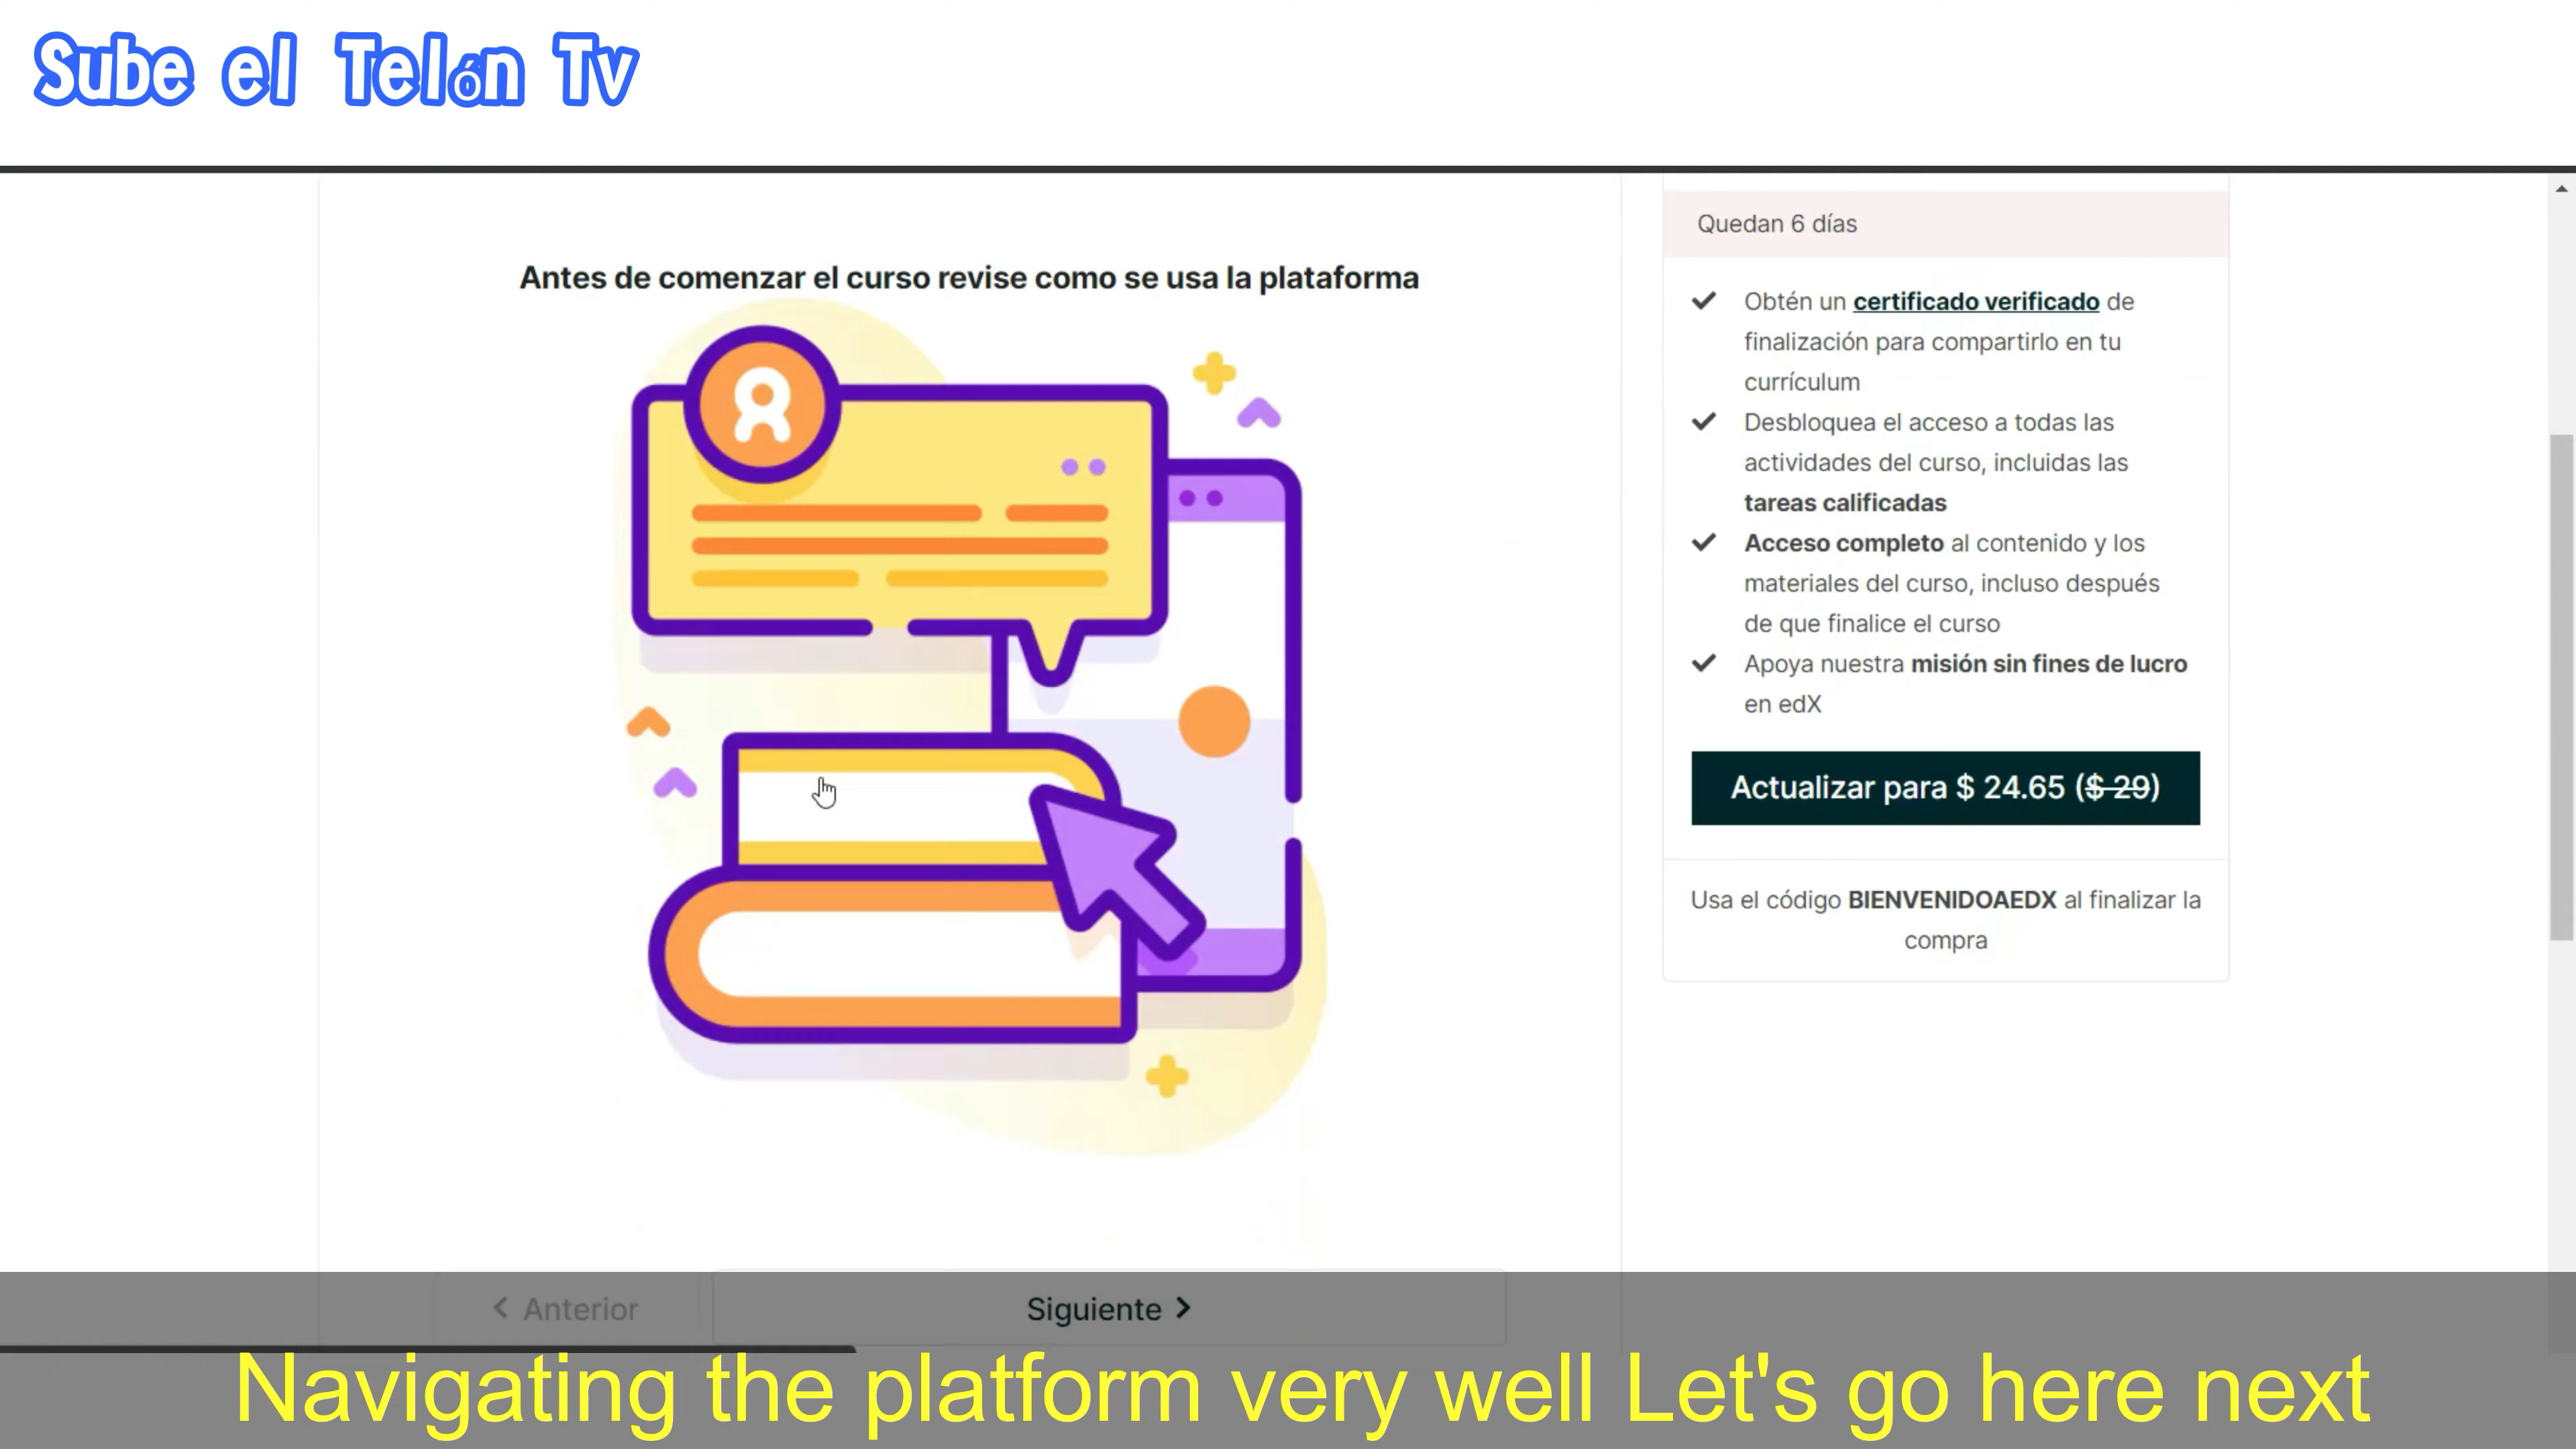 Sube el Telón Tv
Antes de comenzar el curso revise como se usa la plataforma
Quedan 6 días
Obtén un certificado verificado de
finalización para compartirlo en tu
currículum
Desbloquea el acceso a todas las
actividades del curso, incluidas las
tareas calificadas
Acceso completo al contenido y los
materiales del curso, incluso después
de que finalice el curso
Apoya nuestra misión sin fines de lucro
en edX
Actualizar para $ 24.65 ($ 29)
Usa el código BIENVENIDOAEDX al finalizar la
compra
Anterior
Siguiente
Navigating the platform very well Let's go here next